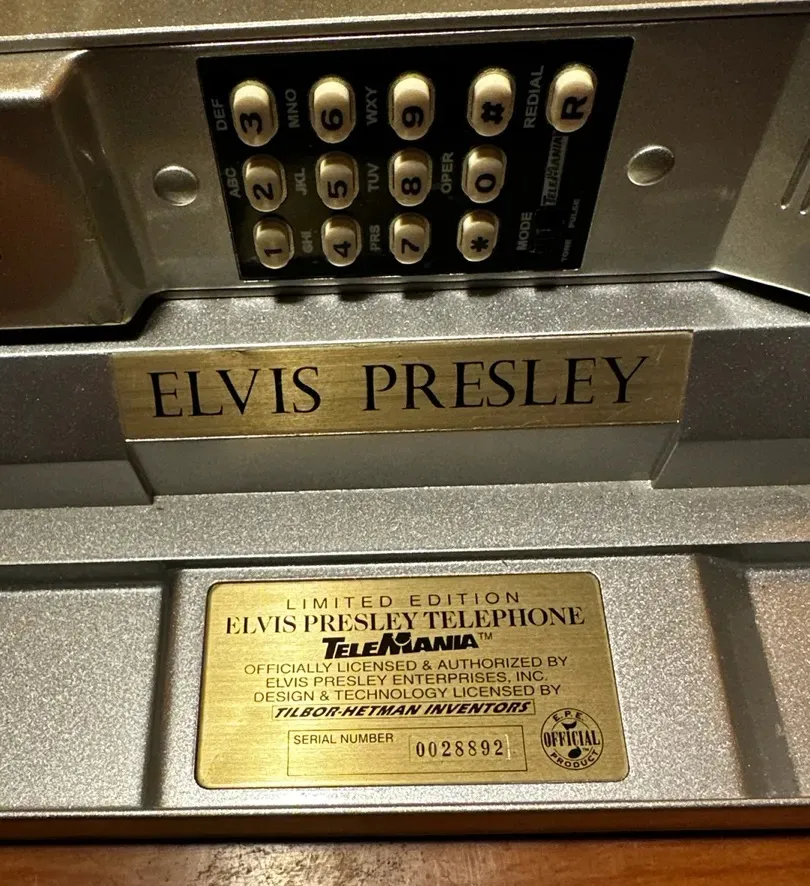 DEF 3 MNO 6 WXY 9 # REDIAL R
ABC 2 JKL 5 TUV 8 OPER 0 TELEMANIA
1 GHI 4 PRS 7 * MODE
TONE PULSE
ELVIS PRESLEY
LIMITED EDITION
ELVIS PRESLEY TELEPHONE
TELEMANIA™
OFFICIALLY LICENSED & AUTHORIZED BY
ELVIS PRESLEY ENTERPRISES, INC.
DESIGN & TECHNOLOGY LICENSED BY
TILBOR-HETMAN INVENTORS
SERIAL NUMBER 0028892
E.P.E.
OFFICIAL
PRODUCT